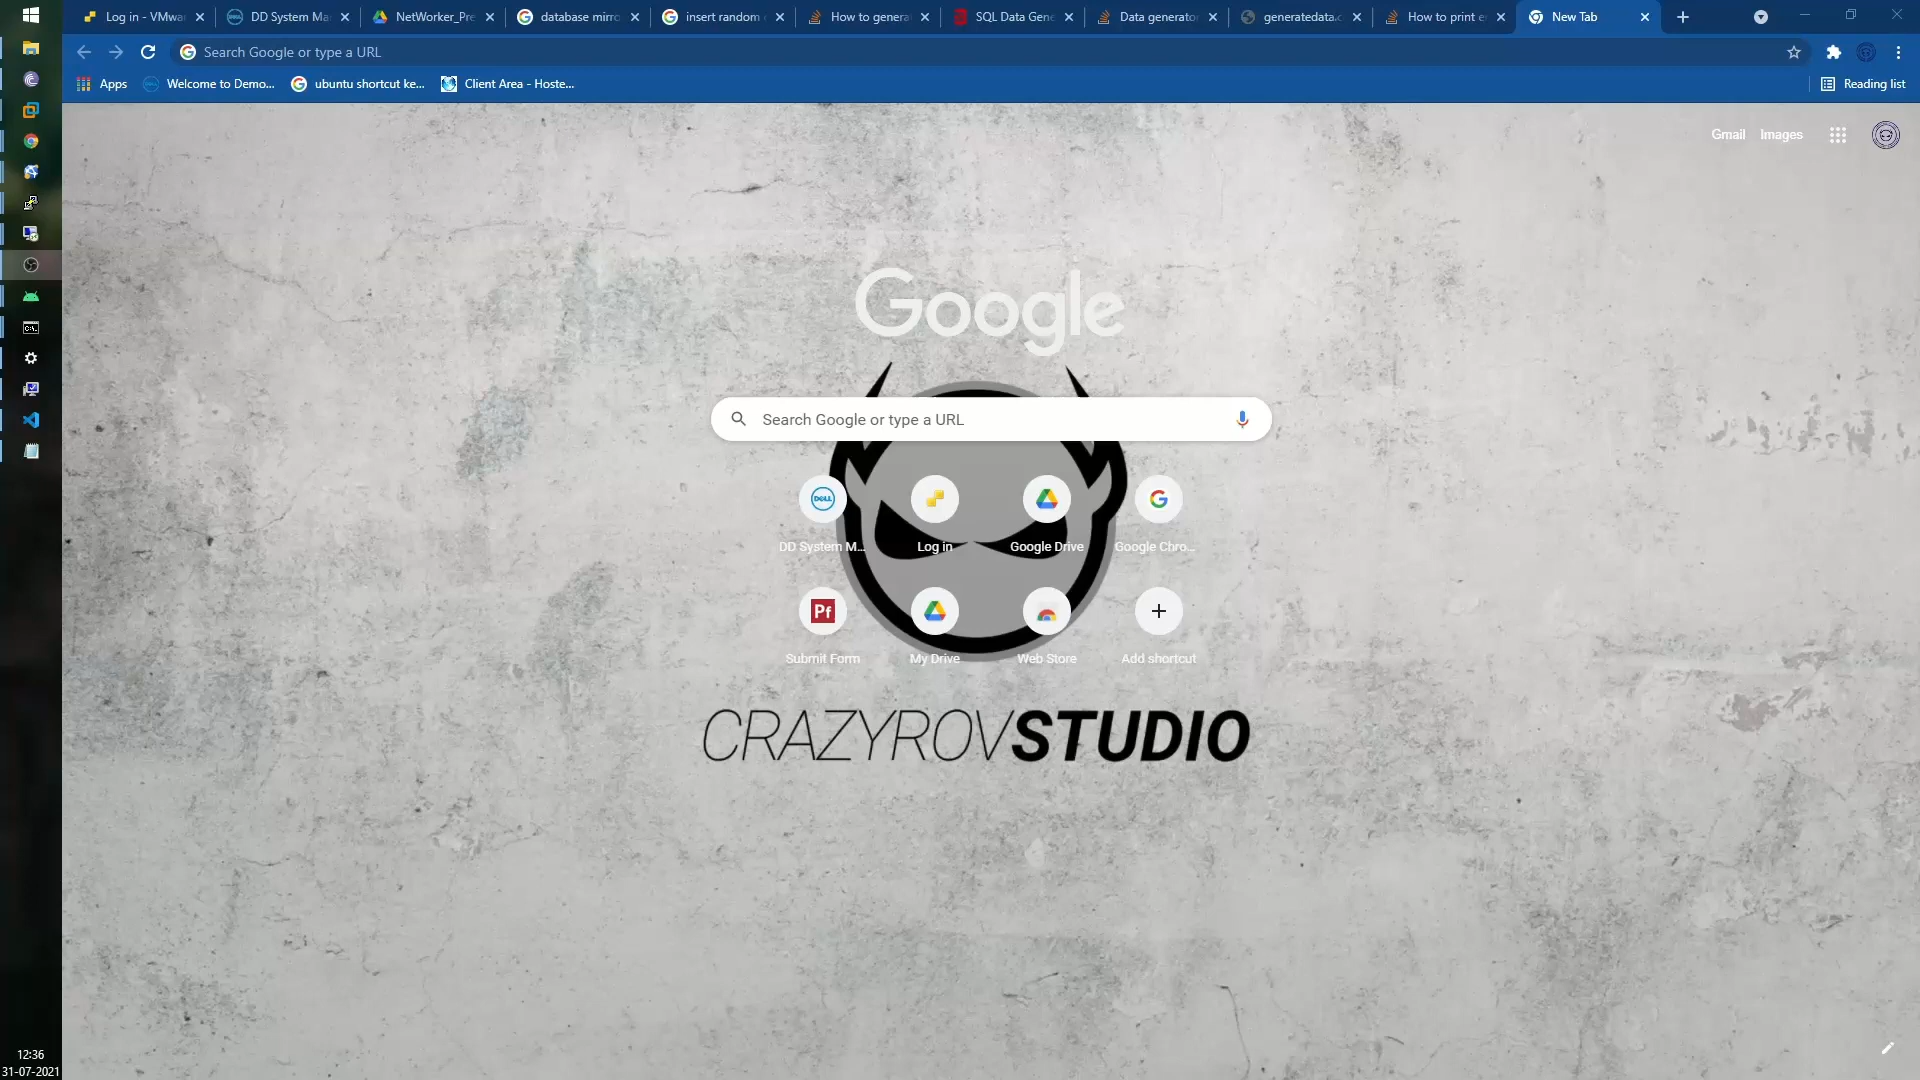 Log in - VMwa
DD System Ma
NetWorker_Pre
database mirro
insert random
How to genera
SQL Data Gene
Data generator
generatedata.c
How to print e
New Tab
Search Google or type a URL
Apps
Welcome to Demo...
ubuntu shortcut ke...
Client Area - Hoste...
Reading list
Gmail
Images
Google
Search Google or type a URL
DELL
DD System M...
Log in
Google Drive
Google Chro...
Pf
Submit Form
My Drive
Web Store
Add shortcut
CRAZYROVSTUDIO
12:36
31-07-2021